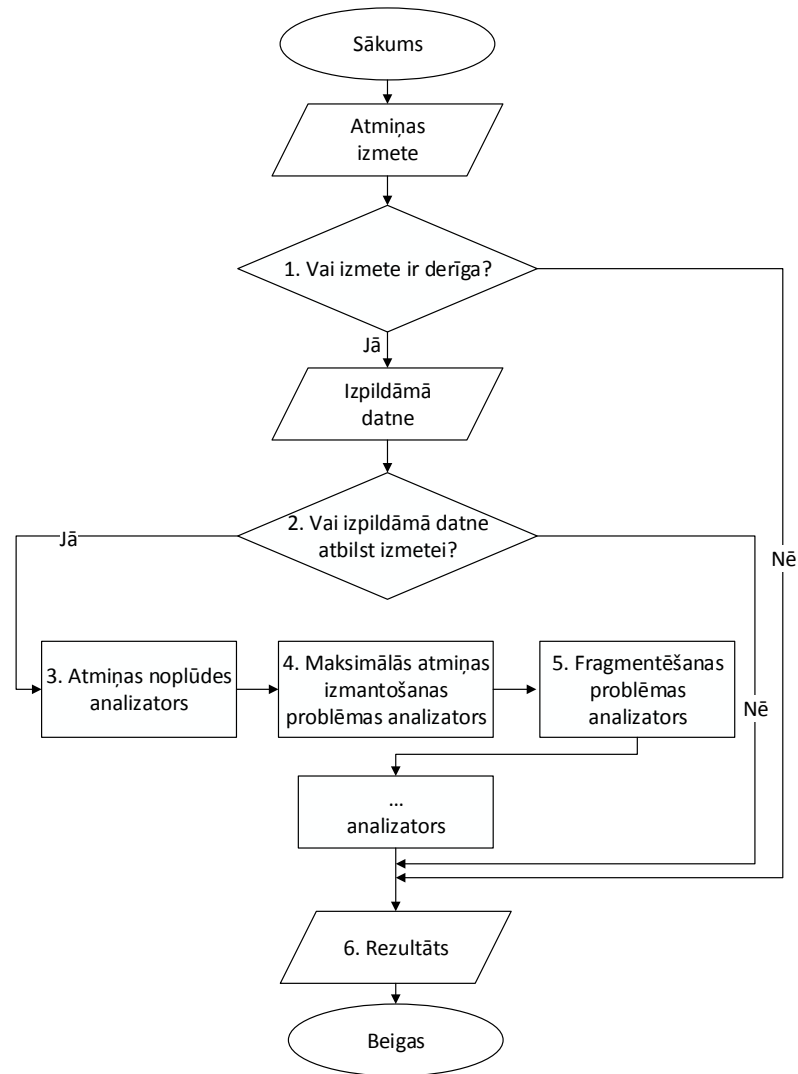 Sākums
Atmiņas
izmete
1. Vai izmete ir derīga?
Jā
Izpildāmā
datne
2. Vai izpildāmā datne
atbilst izmetei?
Jā
Nē
3. Atmiņas noplūdes
analizators
4. Maksimālās atmiņas
izmantošanas
problēmas analizators
5. Fragmentēšanas
problēmas
analizators
Nē
...
analizators
6. Rezultāts
Beigas